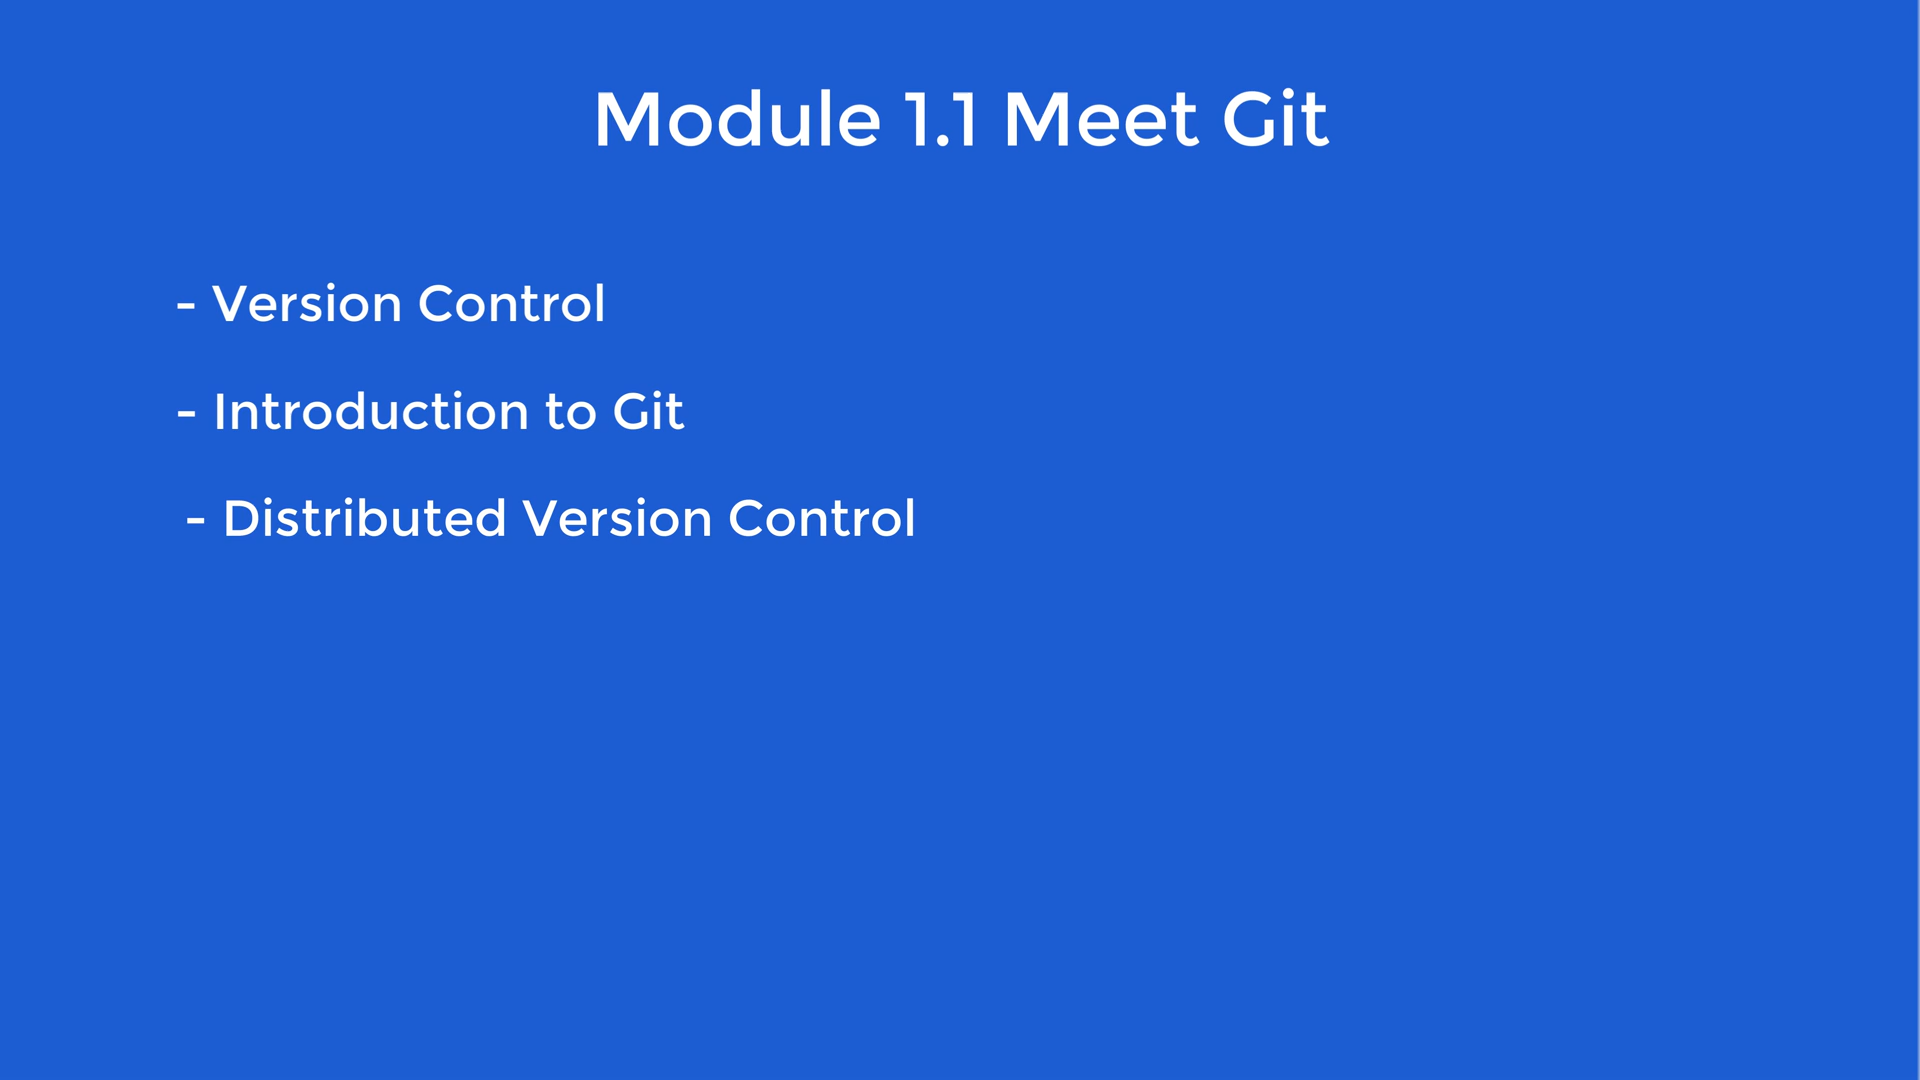 Module 1.1 Meet Git
- Version Control
- Introduction to Git
- Distributed Version Control